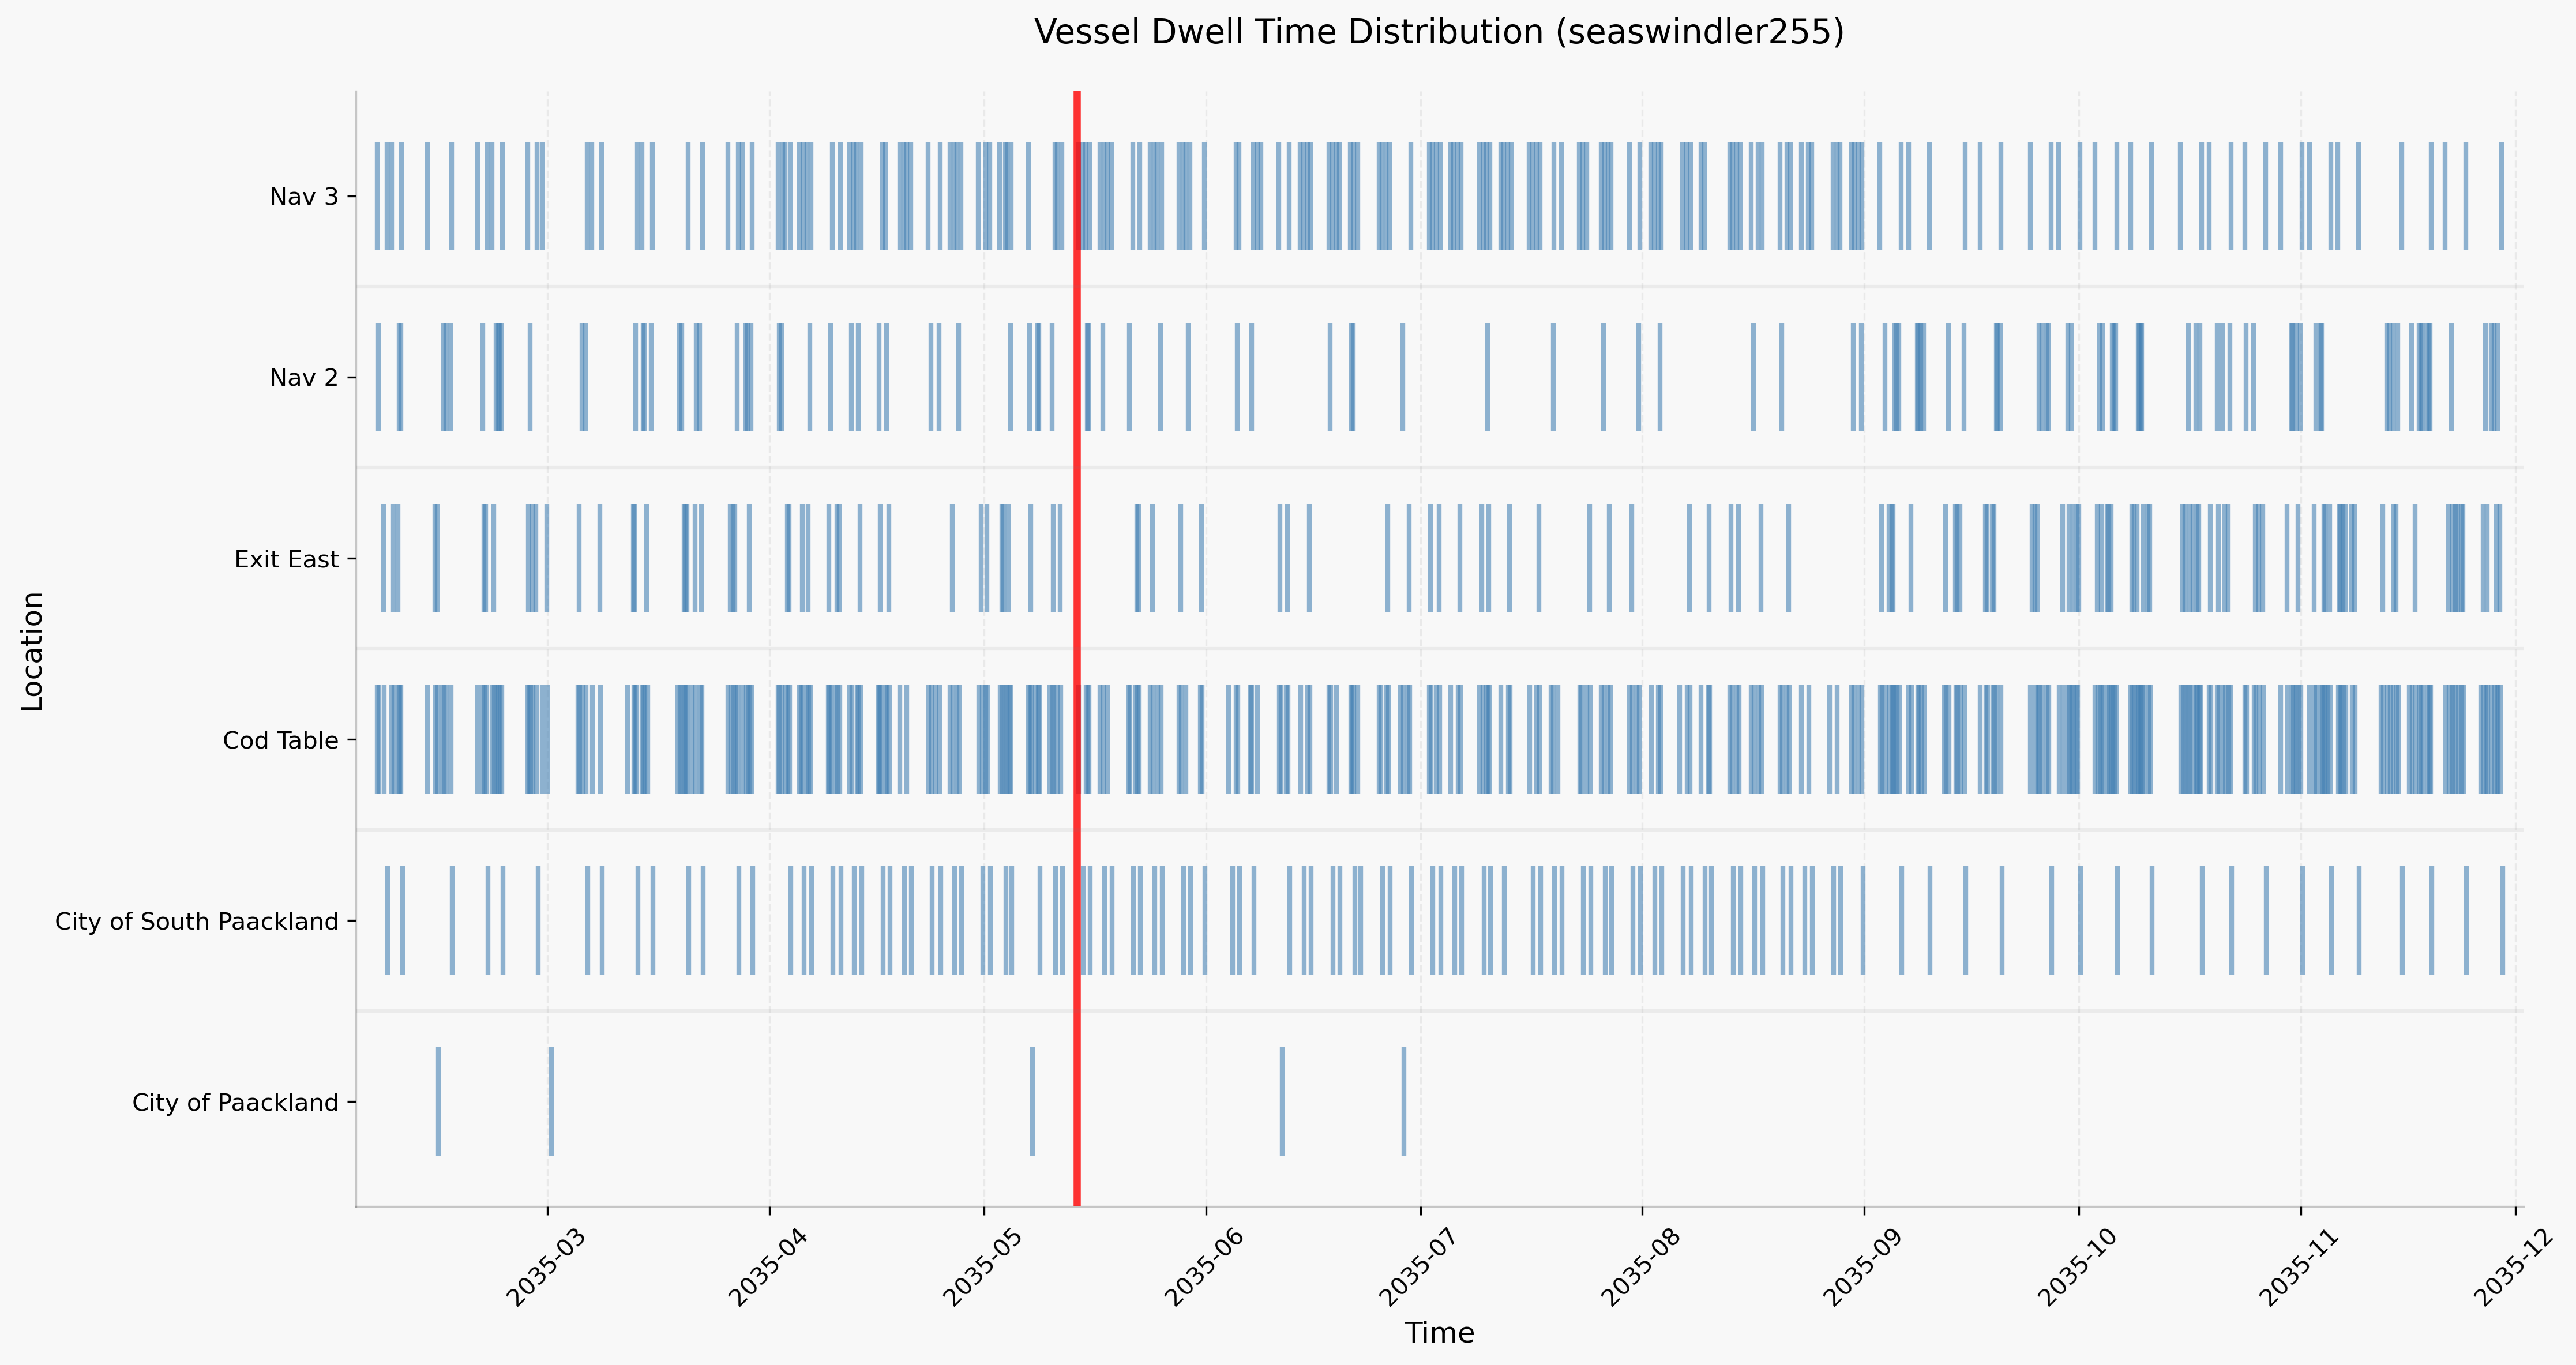 Vessel Dwell Time Distribution (seaswindler255)
Location
Nav 3
Nav 2
Exit East
Cod Table
City of South Paackland
City of Paackland
2035-03
2035-04
2035-05
2035-06
2035-07
2035-08
2035-09
2035-10
2035-11
2035-12
Time